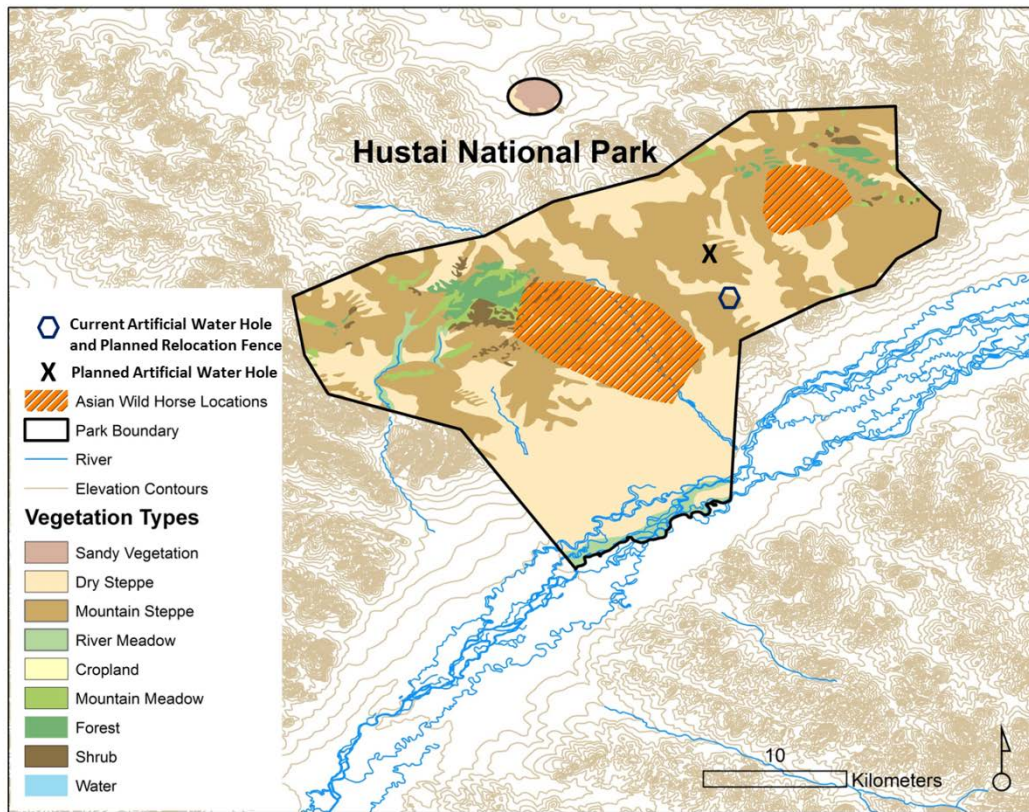 Hustai National Park
X
Current Artificial Water Hole
and Planned Relocation Fence
X Planned Artificial Water Hole
Asian Wild Horse Locations
Park Boundary
River
Elevation Contours
Vegetation Types
Sandy Vegetation
Dry Steppe
Mountain Steppe
River Meadow
Cropland
Mountain Meadow
Forest
Shrub
Water
10
Kilometers